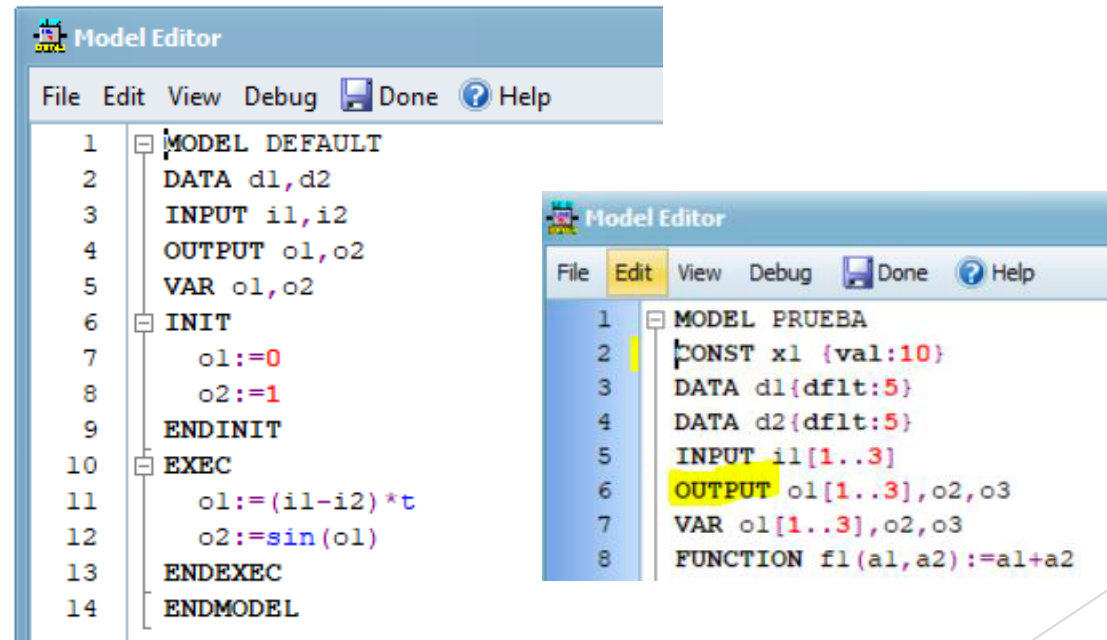 Model Editor
File Edit View Debug Done Help
1 MODEL DEFAULT
2 DATA d1,d2
3 INPUT i1,i2
4 OUTPUT o1,o2
5 VAR o1,o2
6 INIT
7 o1:=0
8 o2:=1
9 ENDINIT
10 EXEC
11 o1:=(i1-i2)*t
12 o2:=sin(o1)
13 ENDEXEC
14 ENDMODEL
Model Editor
File Edit View Debug Done Help
1 MODEL PRUEBA
2 CONST x1 {val:10}
3 DATA d1{dflt:5}
4 DATA d2{dflt:5}
5 INPUT i1[1..3]
6 OUTPUT o1[1..3],o2,o3
7 VAR o1[1..3],o2,o3
8 FUNCTION f1(a1,a2):=a1+a2